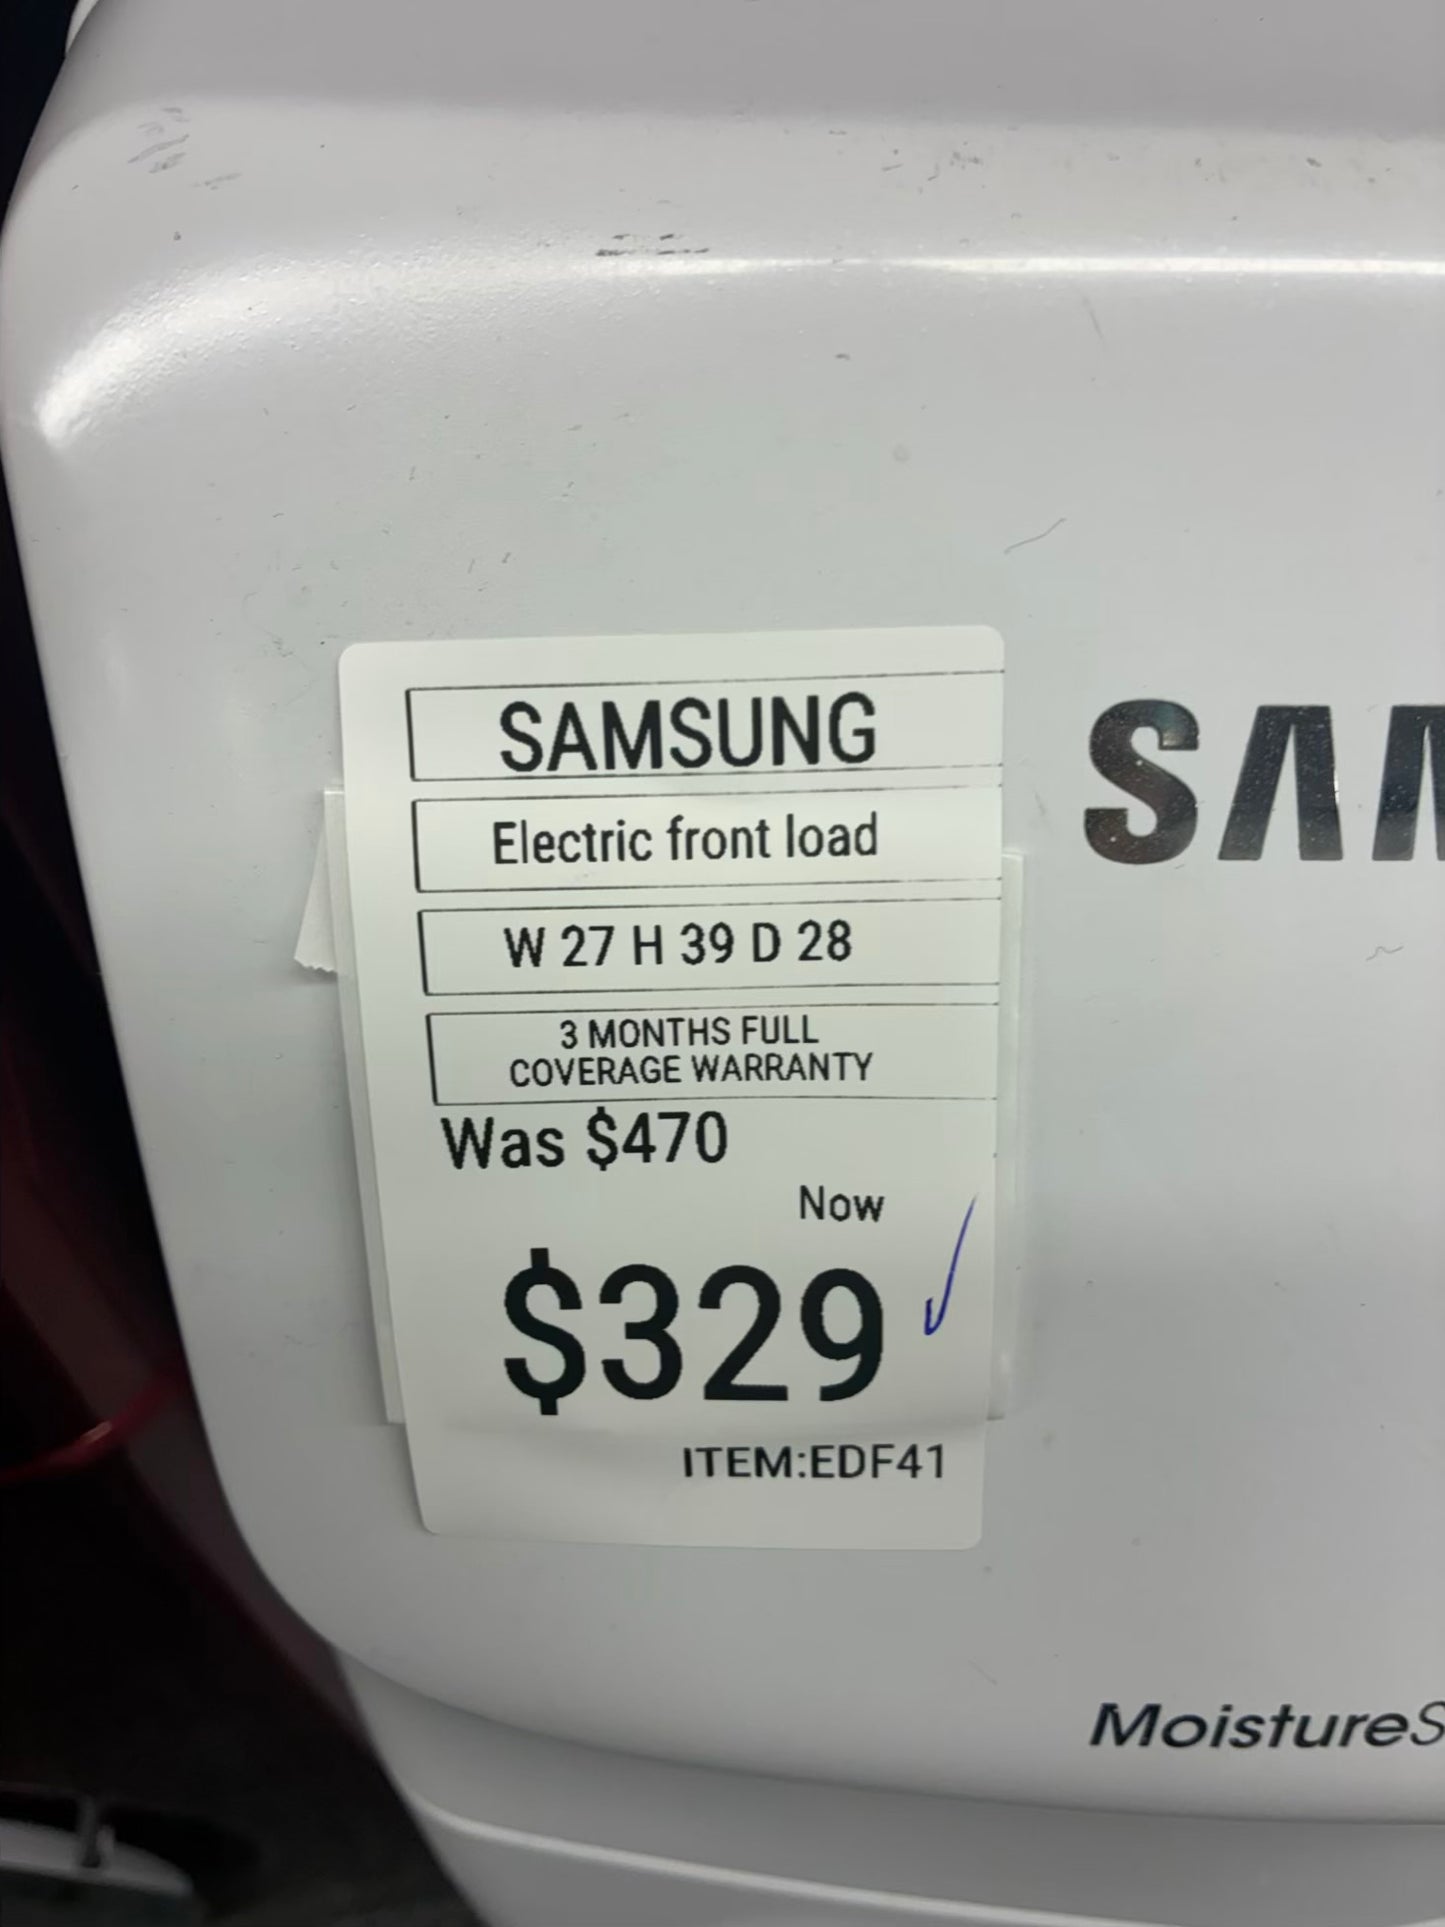 SAMSUNG
Electric front load
W 27 H 39 D 28
3 MONTHS FULL
COVERAGE WARRANTY
Was $470
Now
$329
ITEM:EDF41
SAM
MoistureS